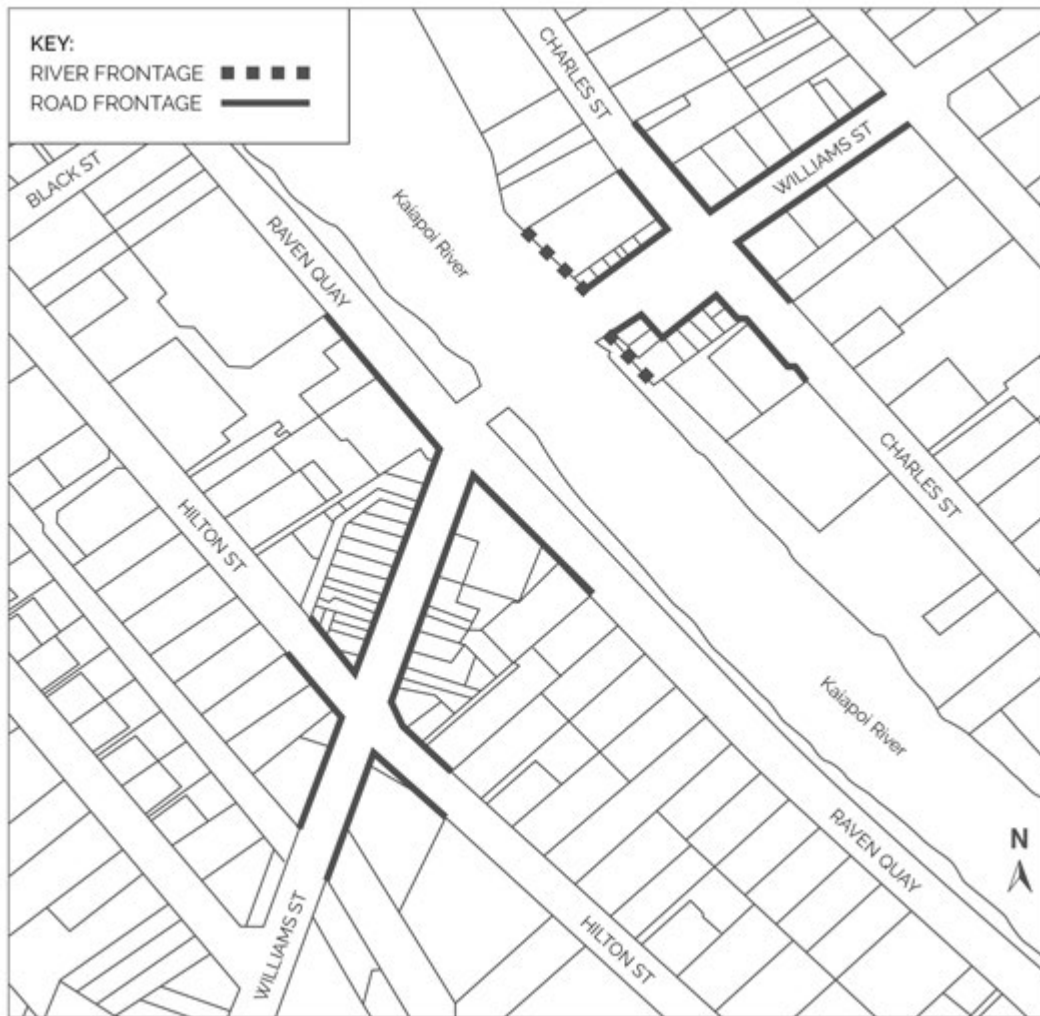 KEY:
RIVER FRONTAGE
ROAD FRONTAGE
CHARLES ST
WILLIAMS ST
BLACK ST
Kaiapoi River
RAVEN QUAY
CHARLES ST
HILTON ST
Kaiapoi River
RAVEN QUAY
N
WILLIAMS ST
HILTON ST